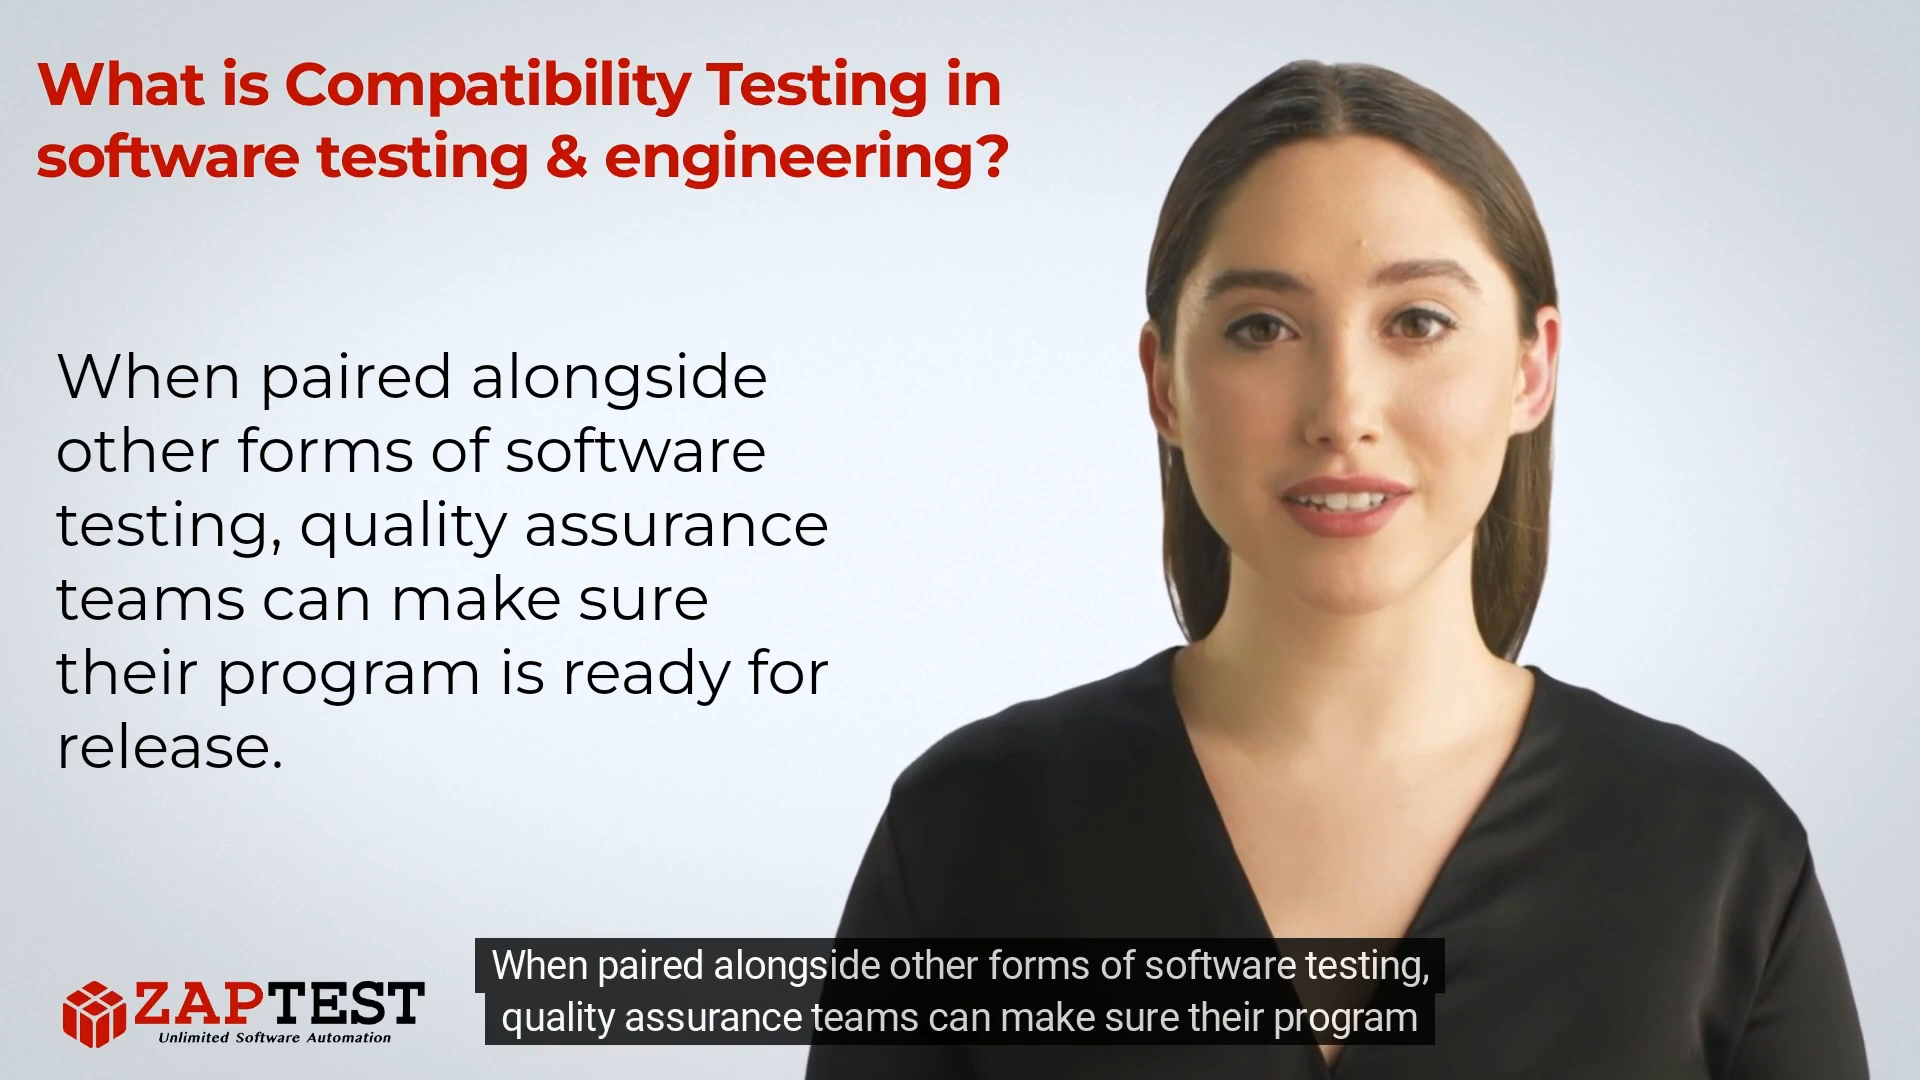 What is Compatibility Testing in
software testing & engineering?
When paired alongside
other forms of software
testing, quality assurance
teams can make sure
their program is ready for
release.
ZAPTEST
Unlimited Software Automation
When paired alongside other forms of software testing,
quality assurance teams can make sure their program